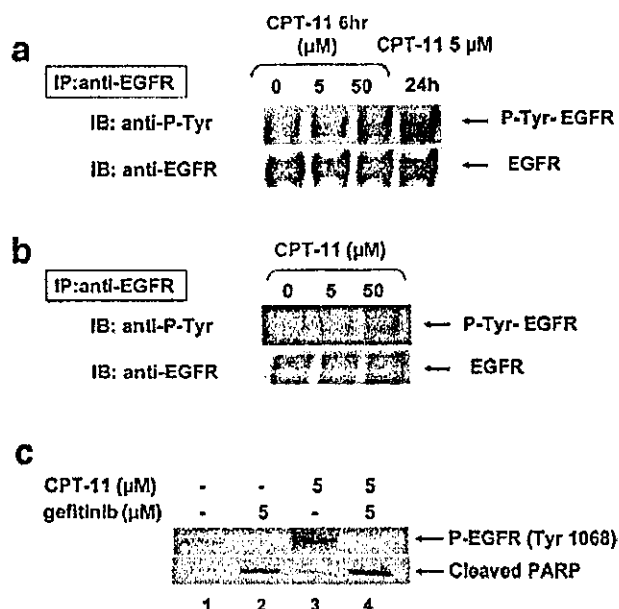 a
CPT-11 6hr
(µM)
CPT-11 5 µM
IP:anti-EGFR
0 5 50 24h
IB: anti-P-Tyr
P-Tyr-EGFR
IB: anti-EGFR
EGFR
b
CPT-11 (µM)
IP:anti-EGFR
0 5 50
IB: anti-P-Tyr
P-Tyr- EGFR
IB: anti-EGFR
EGFR
c
CPT-11 (µM) - - 5 5
gefitinib (µM) - 5 - 5
P-EGFR (Tyr 1068)
Cleaved PARP
1 2 3 4